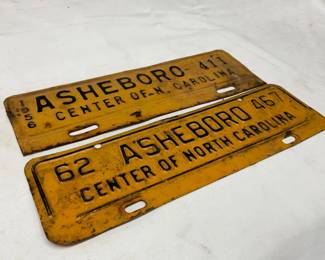 1956 ASHEBORO 411
CENTER OF N. CAROLINA
62 ASHEBORO 467
CENTER OF NORTH CAROLINA